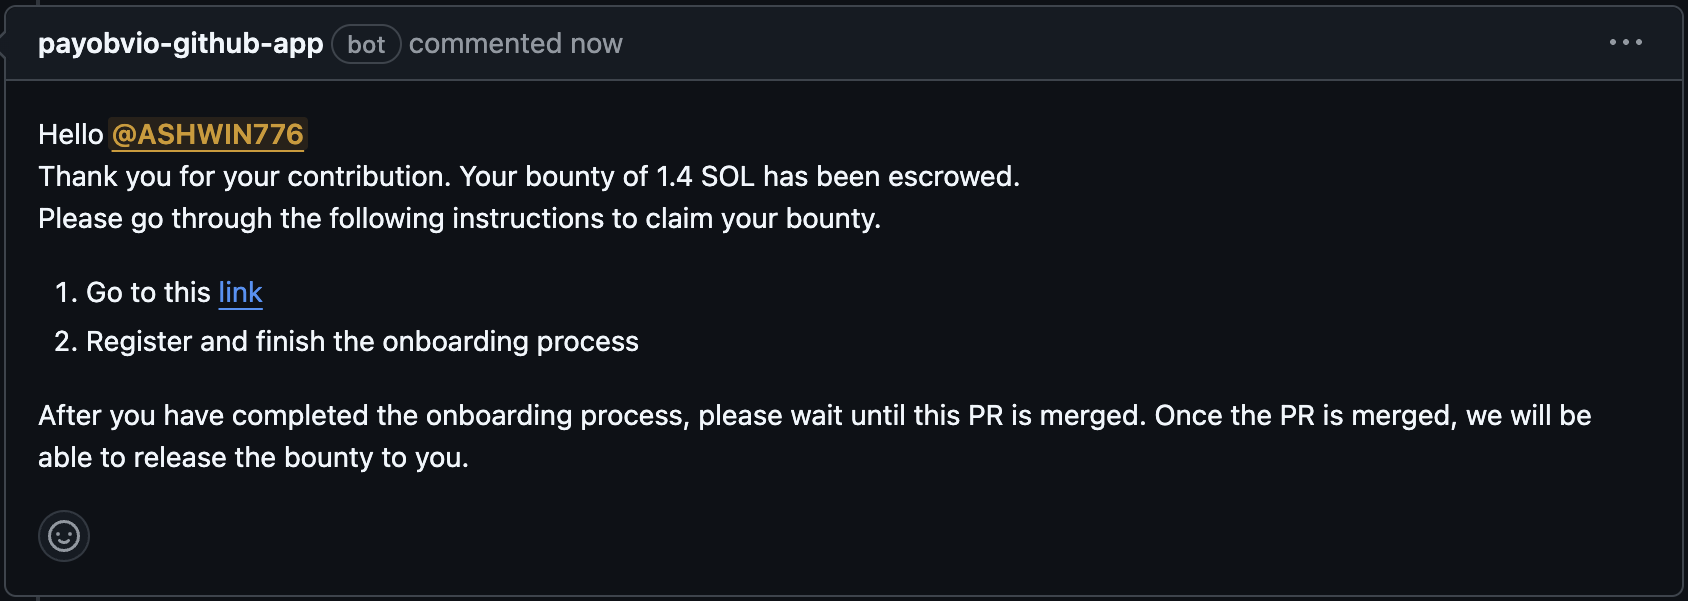 payobvio-github-app bot commented now
Hello @ASHWIN776
Thank you for your contribution. Your bounty of 1.4 SOL has been escrowed.
Please go through the following instructions to claim your bounty.
1. Go to this link
2. Register and finish the onboarding process
After you have completed the onboarding process, please wait until this PR is merged. Once the PR is merged, we will be
able to release the bounty to you.